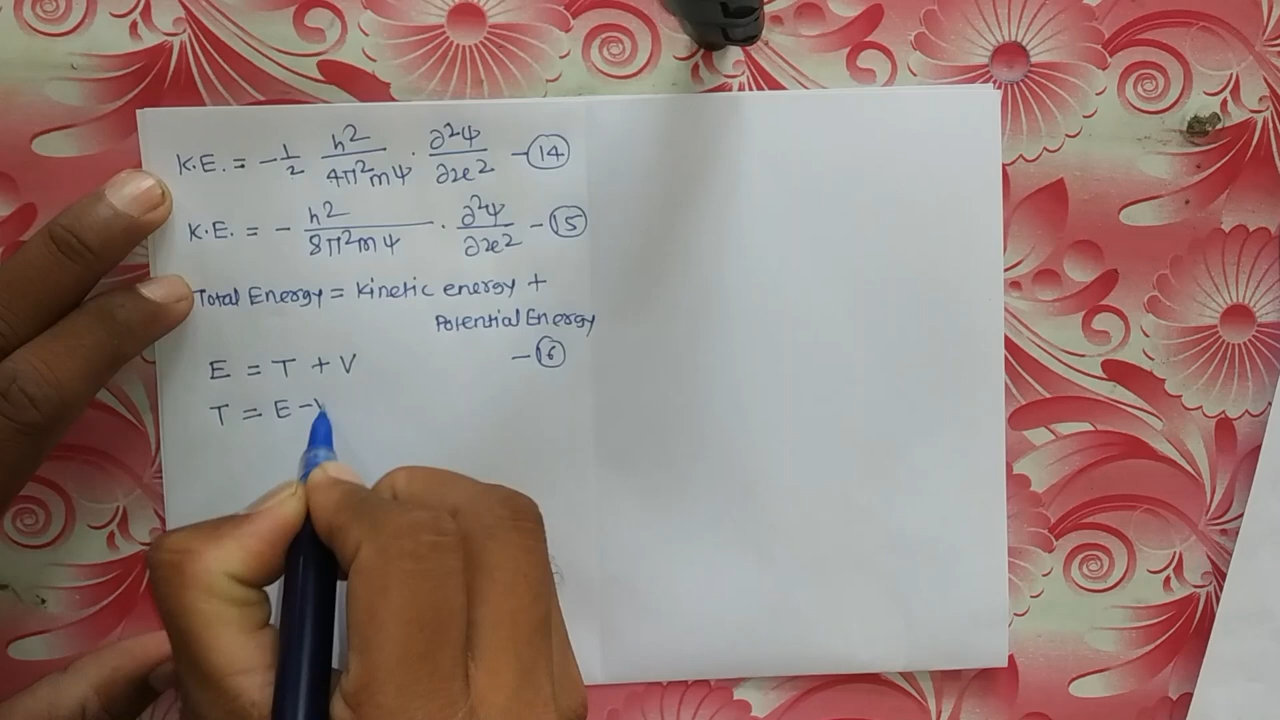 K.E. = -1/2 h²/4π²mψ · ∂²ψ/∂x² -(14)
K.E. = - h²/8π²mψ · ∂²ψ/∂x² -(15)
Total Energy = Kinetic energy +
Potential Energy
-(16)
E = T + V
T = E -